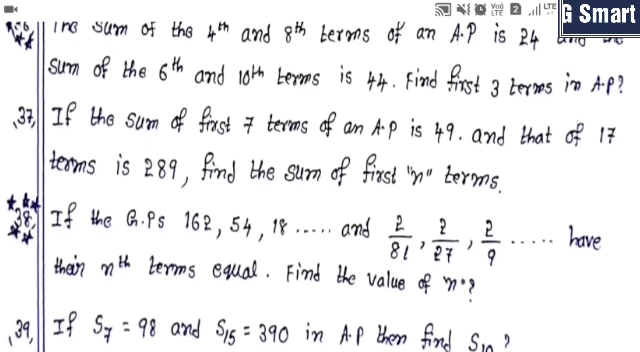 VoD LTE 2 LTE G Smart
The sum of the 4th and 8th terms of an A.P is 24 and the
sum of the 6th and 10th terms is 44. Find first 3 terms in A.P?
37, If the sum of first 7 terms of an A.P is 49. and that of 17
terms is 289, find the sum of first "n" terms.
38, If the G.Ps 162, 54, 18 ..... and 2/81, 2/27, 2/9 ..... have
their nth terms equal. Find the value of 'n'?
39, If S7 = 98 and S15 = 390 in A.P then find S10?